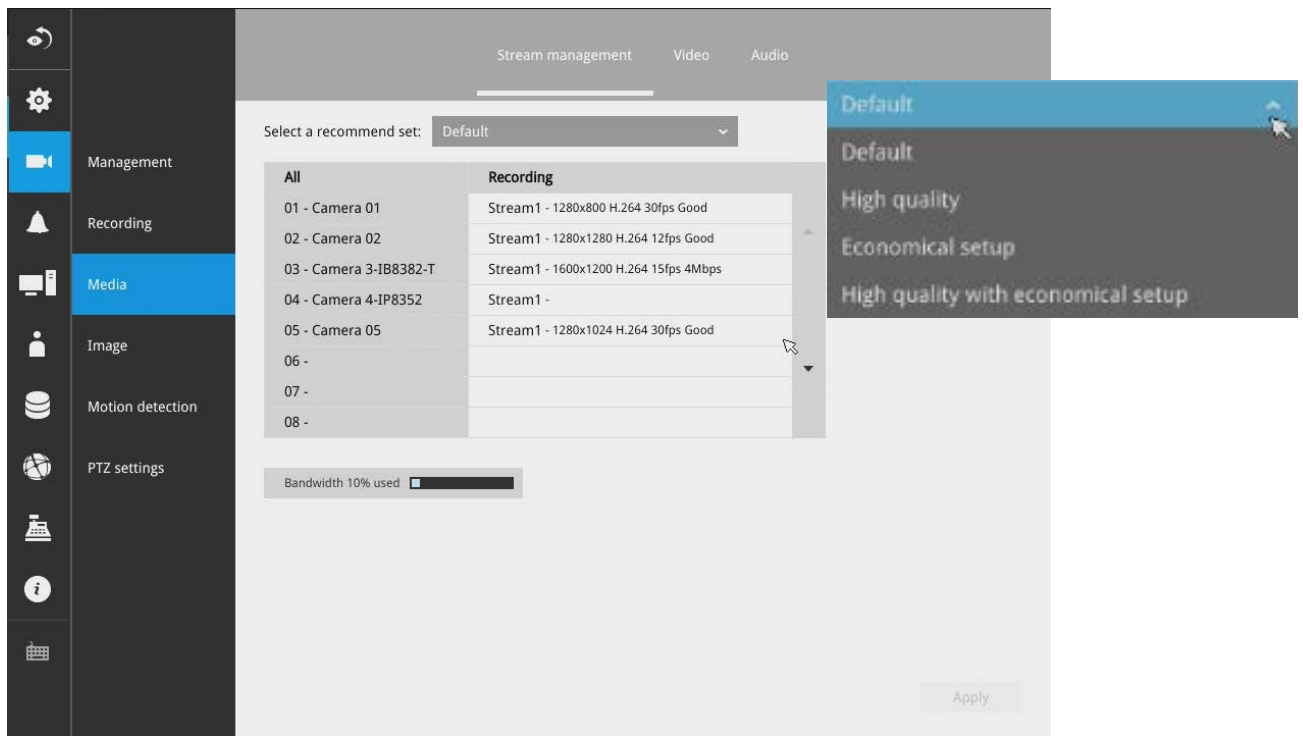 Stream management Video Audio
Select a recommend set: Default
All Recording
01 - Camera 01 Stream1 - 1280x800 H.264 30fps Good
02 - Camera 02 Stream1 - 1280x1280 H.264 12fps Good
03 - Camera 3-IB8382-T Stream1 - 1600x1200 H.264 15fps 4Mbps
04 - Camera 4-IP8352 Stream1 -
05 - Camera 05 Stream1 - 1280x1024 H.264 30fps Good
06 -
07 -
08 -
Bandwidth 10% used
Apply
Management
Recording
Media
Image
Motion detection
PTZ settings
Default
Default
High quality
Economical setup
High quality with economical setup